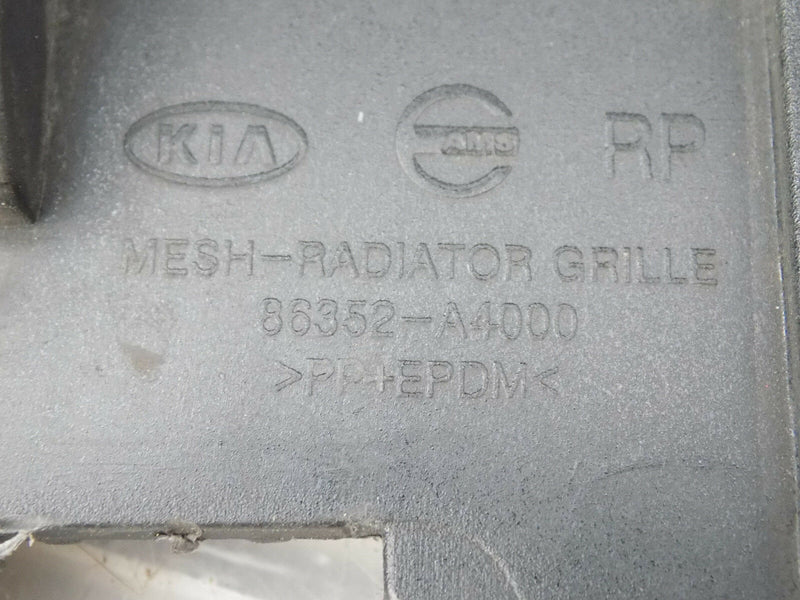 KIA AMS RP
MESH-RADIATOR GRILLE
86352-A4000
>PP+EPDM<